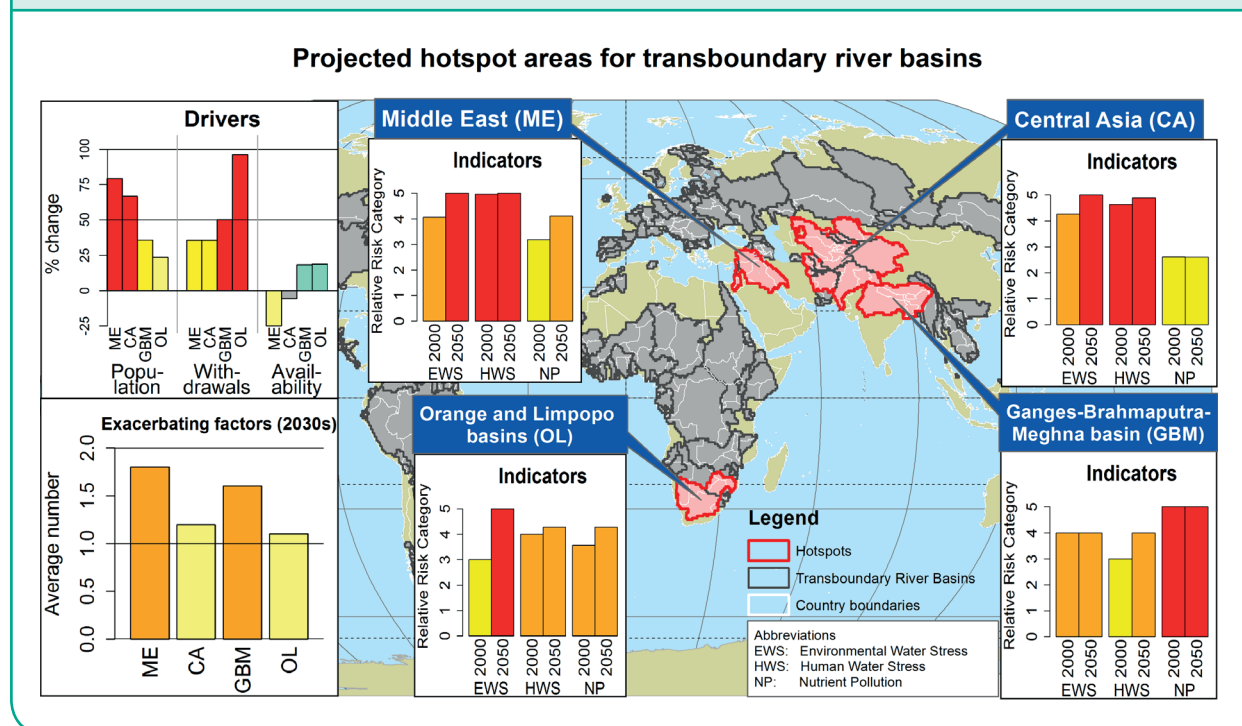 Projected hotspot areas for transboundary river basins
Drivers
% change
100
50
25
0
-25
ME
CA
GBM
OL
ME
CA
GBM
OL
ME
CA
GBM
OL
Popu-
lation
With-
drawals
Avail-
ability
Exacerbating factors (2030s)
Average number
2.0
1.5
1.0
0.5
0.0
ME
CA
GBM
OL
Middle East (ME)
Indicators
Relative Risk Category
5
4
3
2
1
0
2000
2050
2000
2050
2000
2050
EWS
HWS
NP
Central Asia (CA)
Indicators
Relative Risk Category
5
4
3
2
1
0
2000
2050
2000
2050
2000
2050
EWS
HWS
NP
Orange and Limpopo
basins (OL)
Indicators
Relative Risk Category
5
4
3
2
1
0
2000
2050
2000
2050
2000
2050
EWS
HWS
NP
Ganges-Brahmaputra-
Meghna basin (GBM)
Indicators
Relative Risk Category
5
4
3
2
1
0
2000
2050
2000
2050
2000
2050
EWS
HWS
NP
Legend
Hotspots
Transboundary River Basins
Country boundaries
Abbreviations
EWS: Environmental Water Stress
HWS: Human Water Stress
NP: Nutrient Pollution